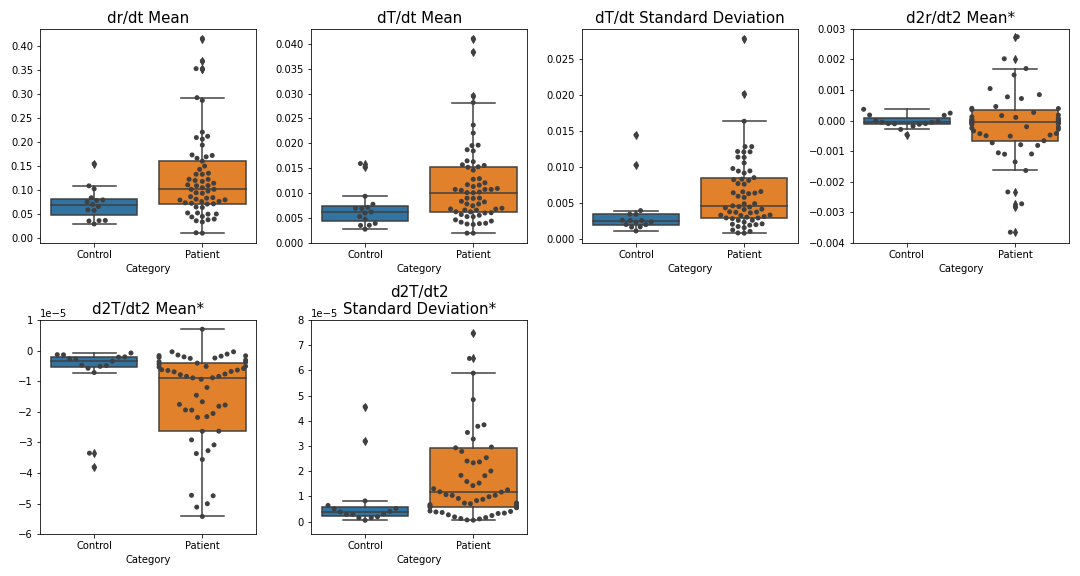 dr/dt Mean
0.40
0.35
0.30
0.25
0.20
0.15
0.10
0.05
0.00
Control
Patient
Category
dT/dt Mean
0.040
0.035
0.030
0.025
0.020
0.015
0.010
0.005
0.000
Control
Patient
Category
dT/dt Standard Deviation
0.025
0.020
0.015
0.010
0.005
0.000
Control
Patient
Category
d2r/dt2 Mean*
0.003
0.002
0.001
0.000
−0.001
−0.002
−0.003
−0.004
Control
Patient
Category
d2T/dt2 Mean*
1e−5
1
0
−1
−2
−3
−4
−5
−6
Control
Patient
Category
d2T/dt2
Standard Deviation*
1e−5
8
7
6
5
4
3
2
1
0
Control
Patient
Category